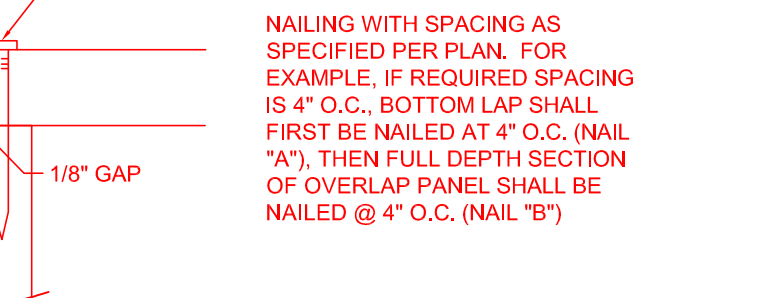 NAILING WITH SPACING AS
SPECIFIED PER PLAN. FOR
EXAMPLE, IF REQUIRED SPACING
IS 4" O.C., BOTTOM LAP SHALL
FIRST BE NAILED AT 4" O.C. (NAIL
"A"), THEN FULL DEPTH SECTION
OF OVERLAP PANEL SHALL BE
NAILED @ 4" O.C. (NAIL "B")
1/8" GAP